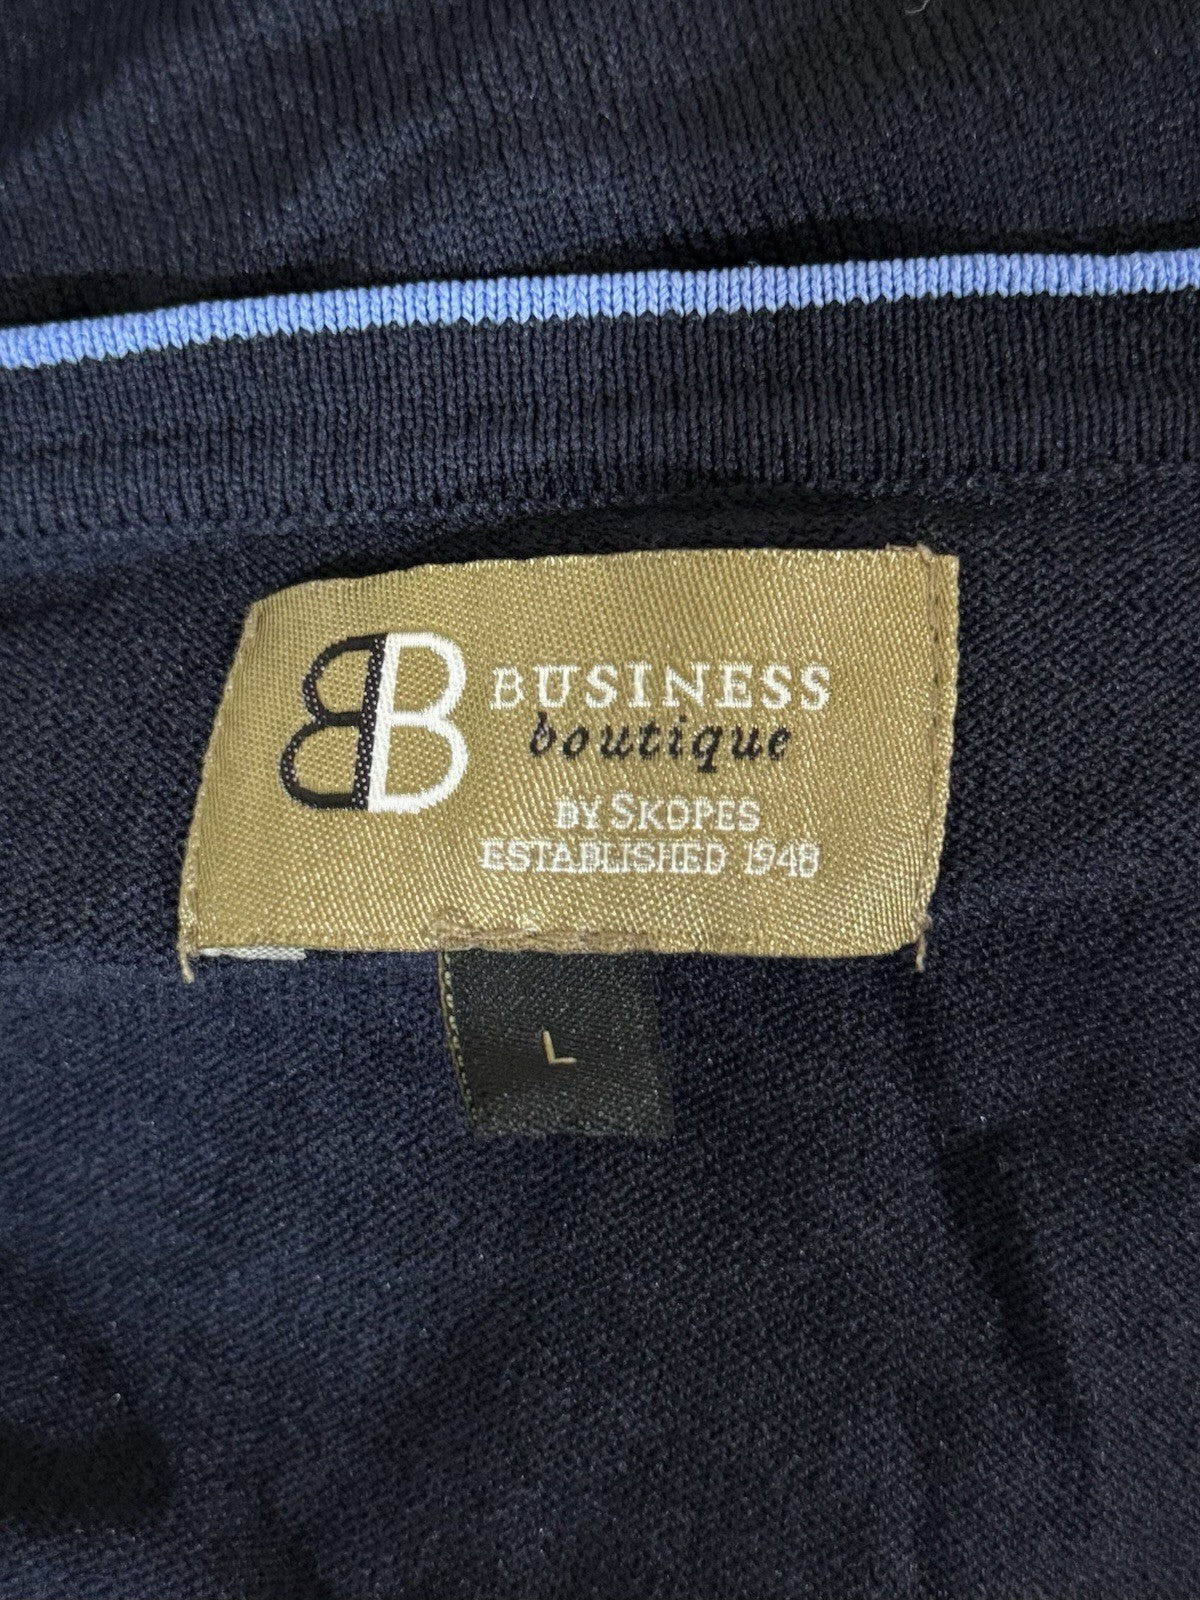 BB
BUSINESS
boutique
BY SKOPES
ESTABLISHED 1948
L